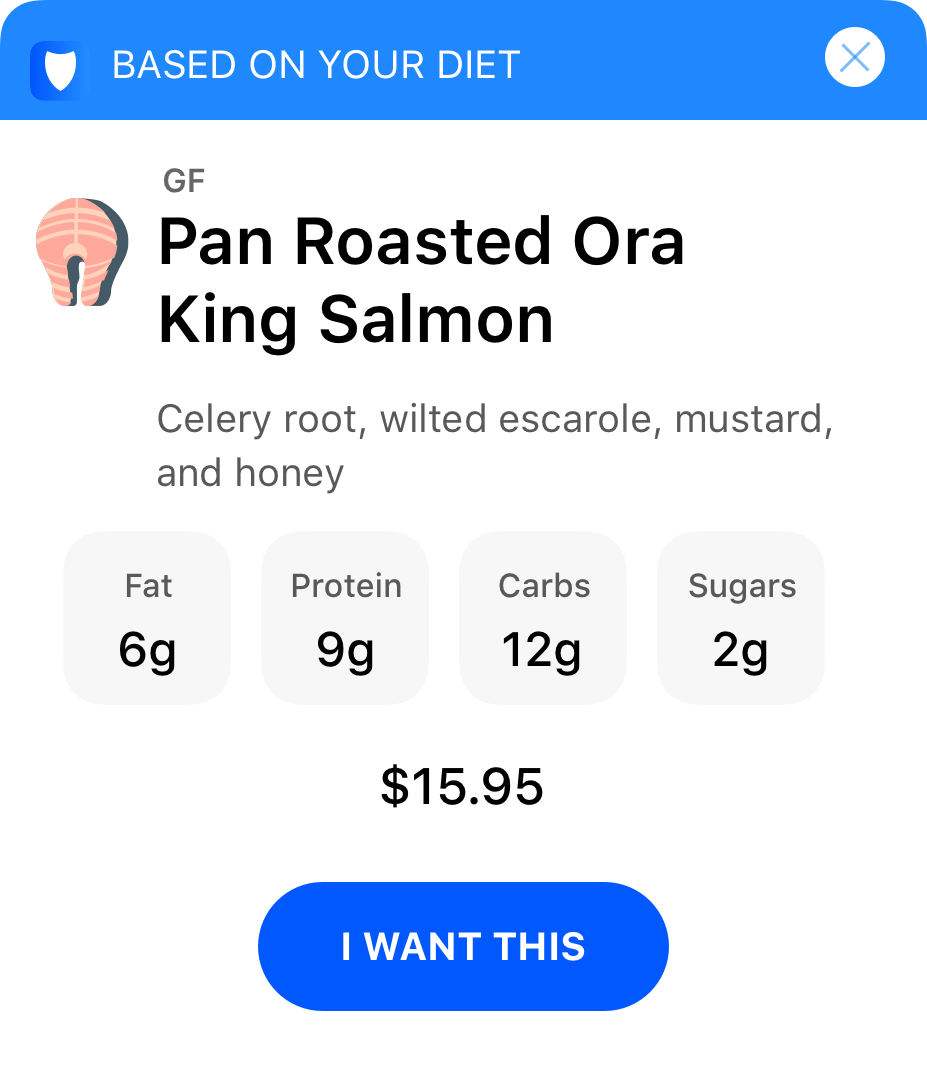 BASED ON YOUR DIET
GF
Pan Roasted Ora
King Salmon
Celery root, wilted escarole, mustard,
and honey
Fat
6g
Protein
9g
Carbs
12g
Sugars
2g
$15.95
I WANT THIS